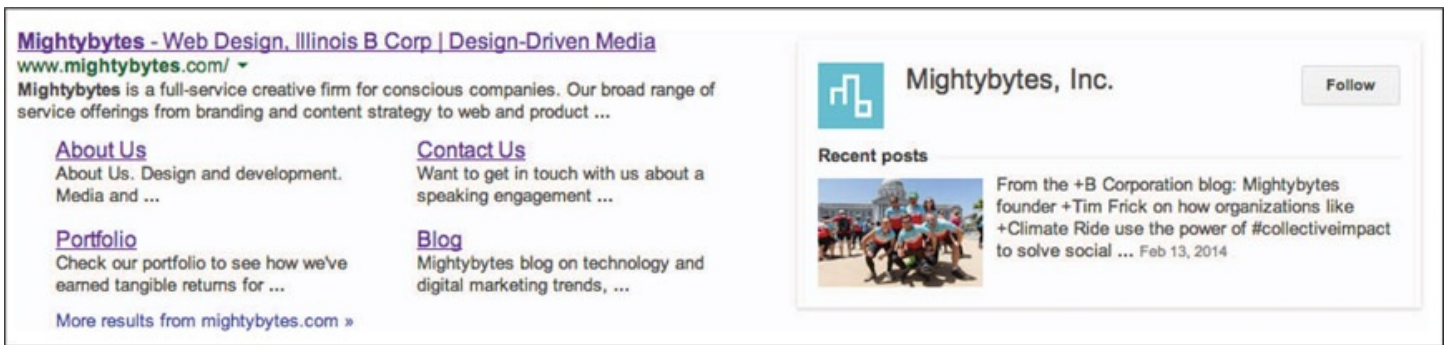 Mightybytes - Web Design, Illinois B Corp | Design-Driven Media
www.mightybytes.com/
Mightybytes is a full-service creative firm for conscious companies. Our broad range of
service offerings from branding and content strategy to web and product ...
About Us
About Us. Design and development.
Media and ...
Contact Us
Want to get in touch with us about a
speaking engagement ...
Portfolio
Check our portfolio to see how we've
earned tangible returns for ...
Blog
Mightybytes blog on technology and
digital marketing trends, ...
More results from mightybytes.com »
Mightybytes, Inc.
Follow
Recent posts
From the +B Corporation blog: Mightybytes
founder +Tim Frick on how organizations like
+Climate Ride use the power of #collectiveimpact
to solve social ... Feb 13, 2014